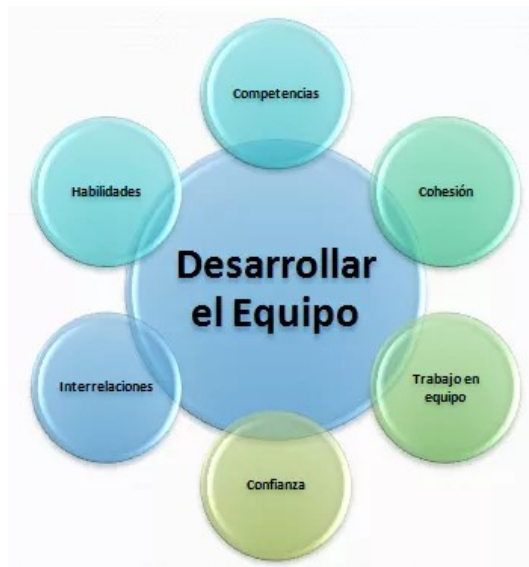 Competencias
Habilidades
Cohesión
Desarrollar
el Equipo
Interrelaciones
Trabajo en
equipo
Confianza